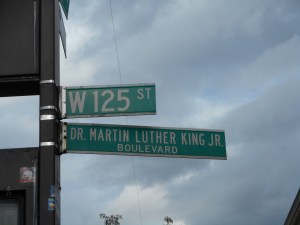 W 125 ST
DR. MARTIN LUTHER KING JR.
BOULEVARD